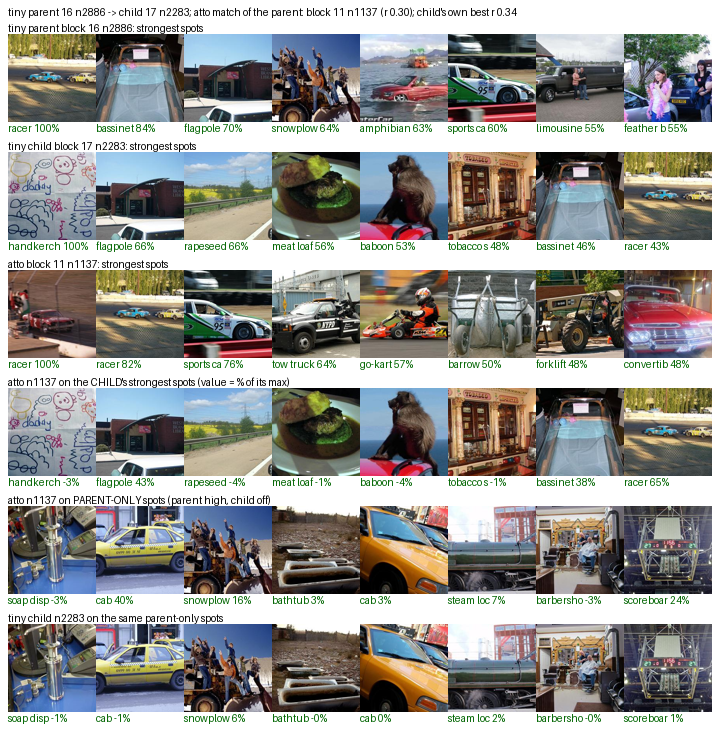 tiny parent 16 n2886 -> child 17 n2283; atto match of the parent: block 11 n1137 (r 0.30); child's own best r 0.34
tiny parent block 16 n2886: strongest spots
racer 100% bassinet 84% flagpole 70% snowplow 64% amphibian 63% sports ca 60% limousine 55% feather b 55%
tiny child block 17 n2283: strongest spots
daddy
handkerch 100% flagpole 66% rapeseed 66% meat loaf 56% baboon 53% tobacco s 48% bassinet 46% racer 43%
atto block 11 n1137: strongest spots
95
racer 100% racer 82% sports ca 76% tow truck 64% go-kart 57% barrow 50% forklift 48% convertib 48%
atto n1137 on the CHILD's strongest spots (value = % of its max)
daddy
handkerch -3% flagpole 43% rapeseed -4% meat loaf -1% baboon -4% tobacco s -1% bassinet 38% racer 65%
atto n1137 on PARENT-ONLY spots (parent high, child off)
soap disp -3% cab 40% snowplow 16% bathtub 3% cab 3% steam loc 7% barbersho -3% scoreboar 24%
tiny child n2283 on the same parent-only spots
soap disp -1% cab -1% snowplow 6% bathtub -0% cab 0% steam loc 2% barbersho -0% scoreboar 1%